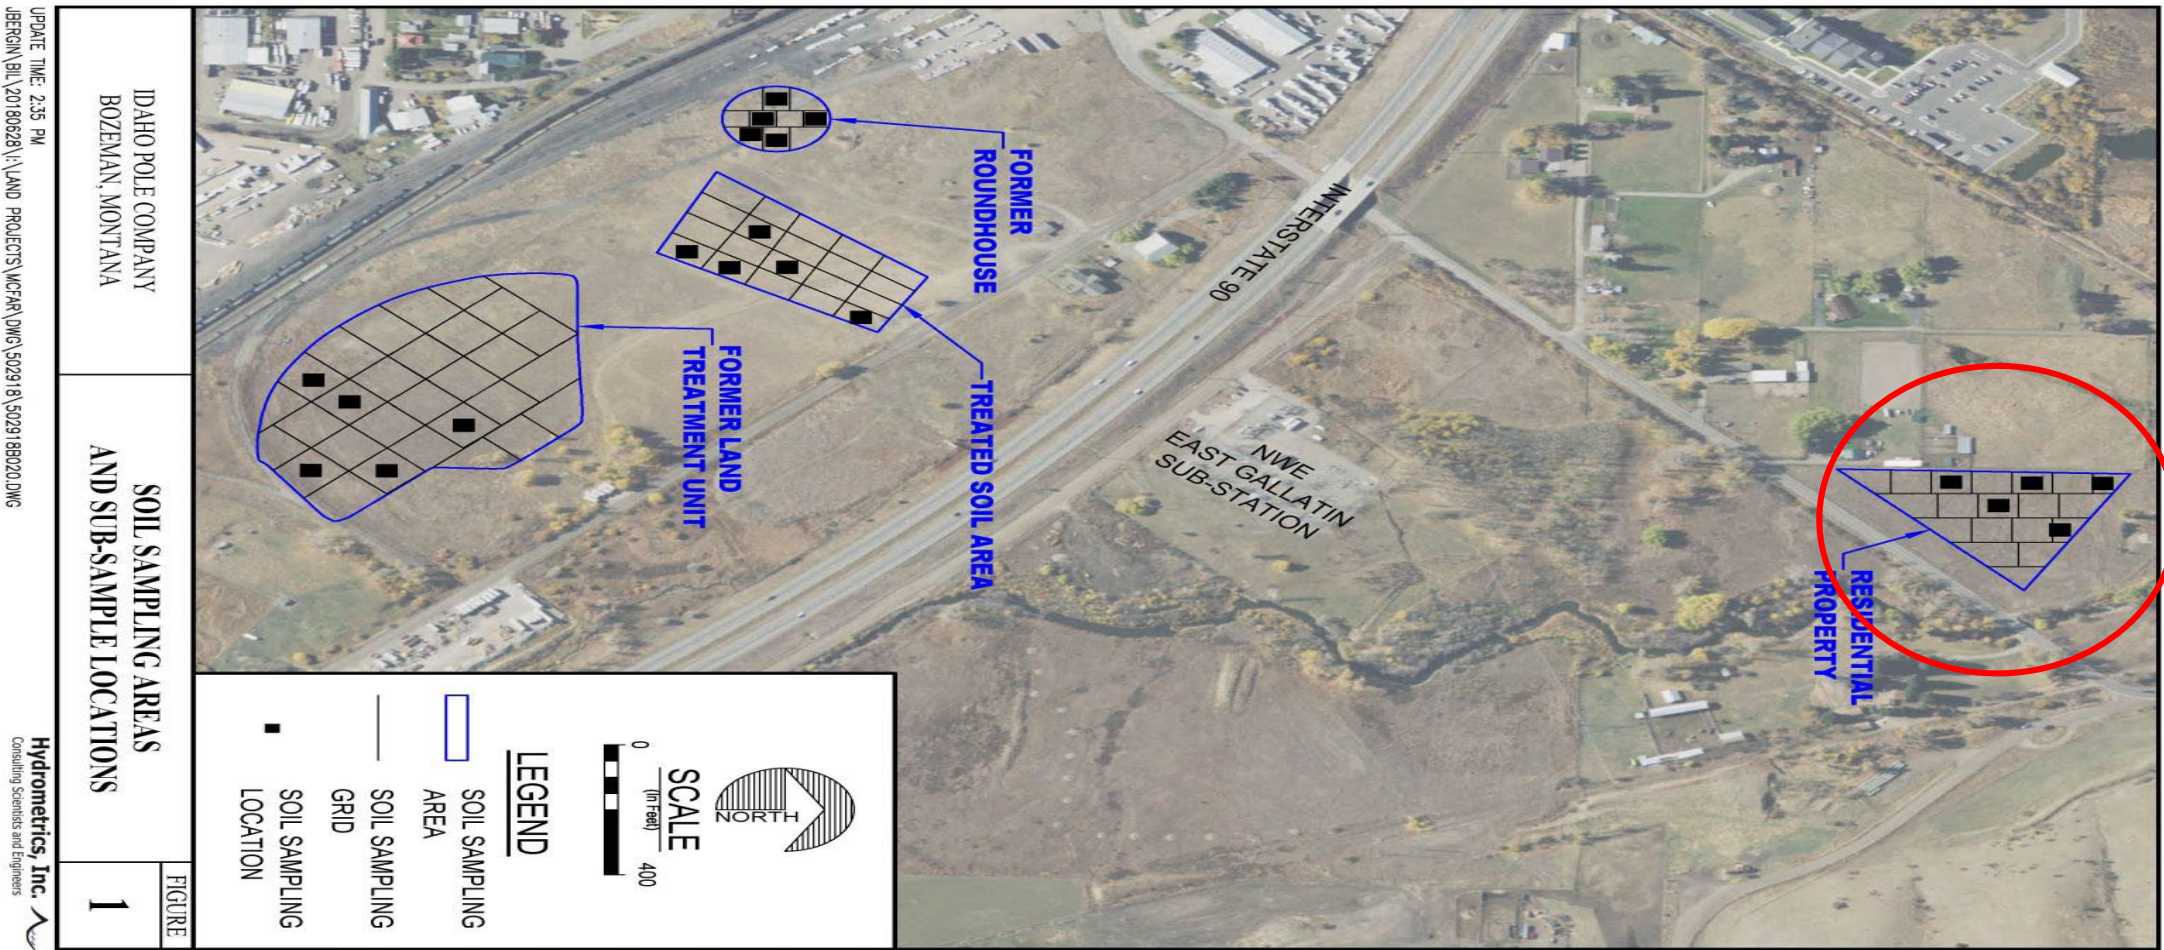 FORMER
ROUNDHOUSE
TREATED SOIL AREA
FORMER LAND
TREATMENT UNIT
INTERSTATE 90
NWE
EAST GALLATIN
SUB-STATION
RESIDENTIAL
PROPERTY
NORTH
SCALE
(In Feet)
0
400
LEGEND
SOIL SAMPLING
AREA
SOIL SAMPLING
GRID
SOIL SAMPLING
LOCATION
IDAHO POLE COMPANY
BOZEMAN, MONTANA
SOIL SAMPLING AREAS
AND SUB-SAMPLE LOCATIONS
FIGURE
1
UPDATE TIME: 2:35 PM
JBERGIN\BIL\20180628\I:\LAND PROJECTS\MCFAR\DWG\502918\502918B020.DWG
Hydrometrics, Inc.
Consulting Scientists and Engineers